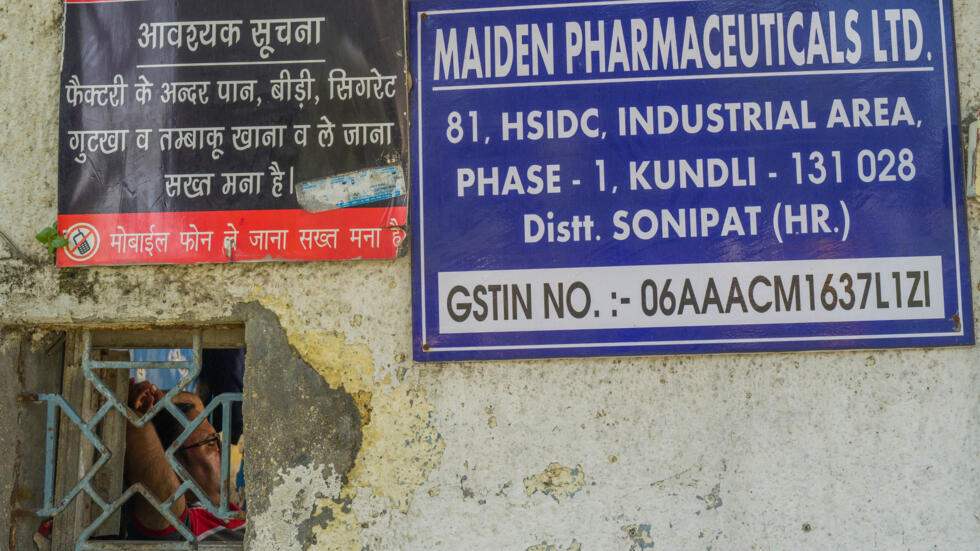 आवश्यक सूचना
फैक्टरी के अन्दर पान, बीड़ी, सिगरेट
गुटखा व तम्बाकू खाना व ले जाना
सख्त मना है।
मोबाईल फोन ले जाना सख्त मना है
MAIDEN PHARMACEUTICALS LTD.
81, HSIDC, INDUSTRIAL AREA,
PHASE - 1, KUNDLI - 131 028
Distt. SONIPAT (HR.)
GSTIN NO. :- 06AAACM1637L1ZI